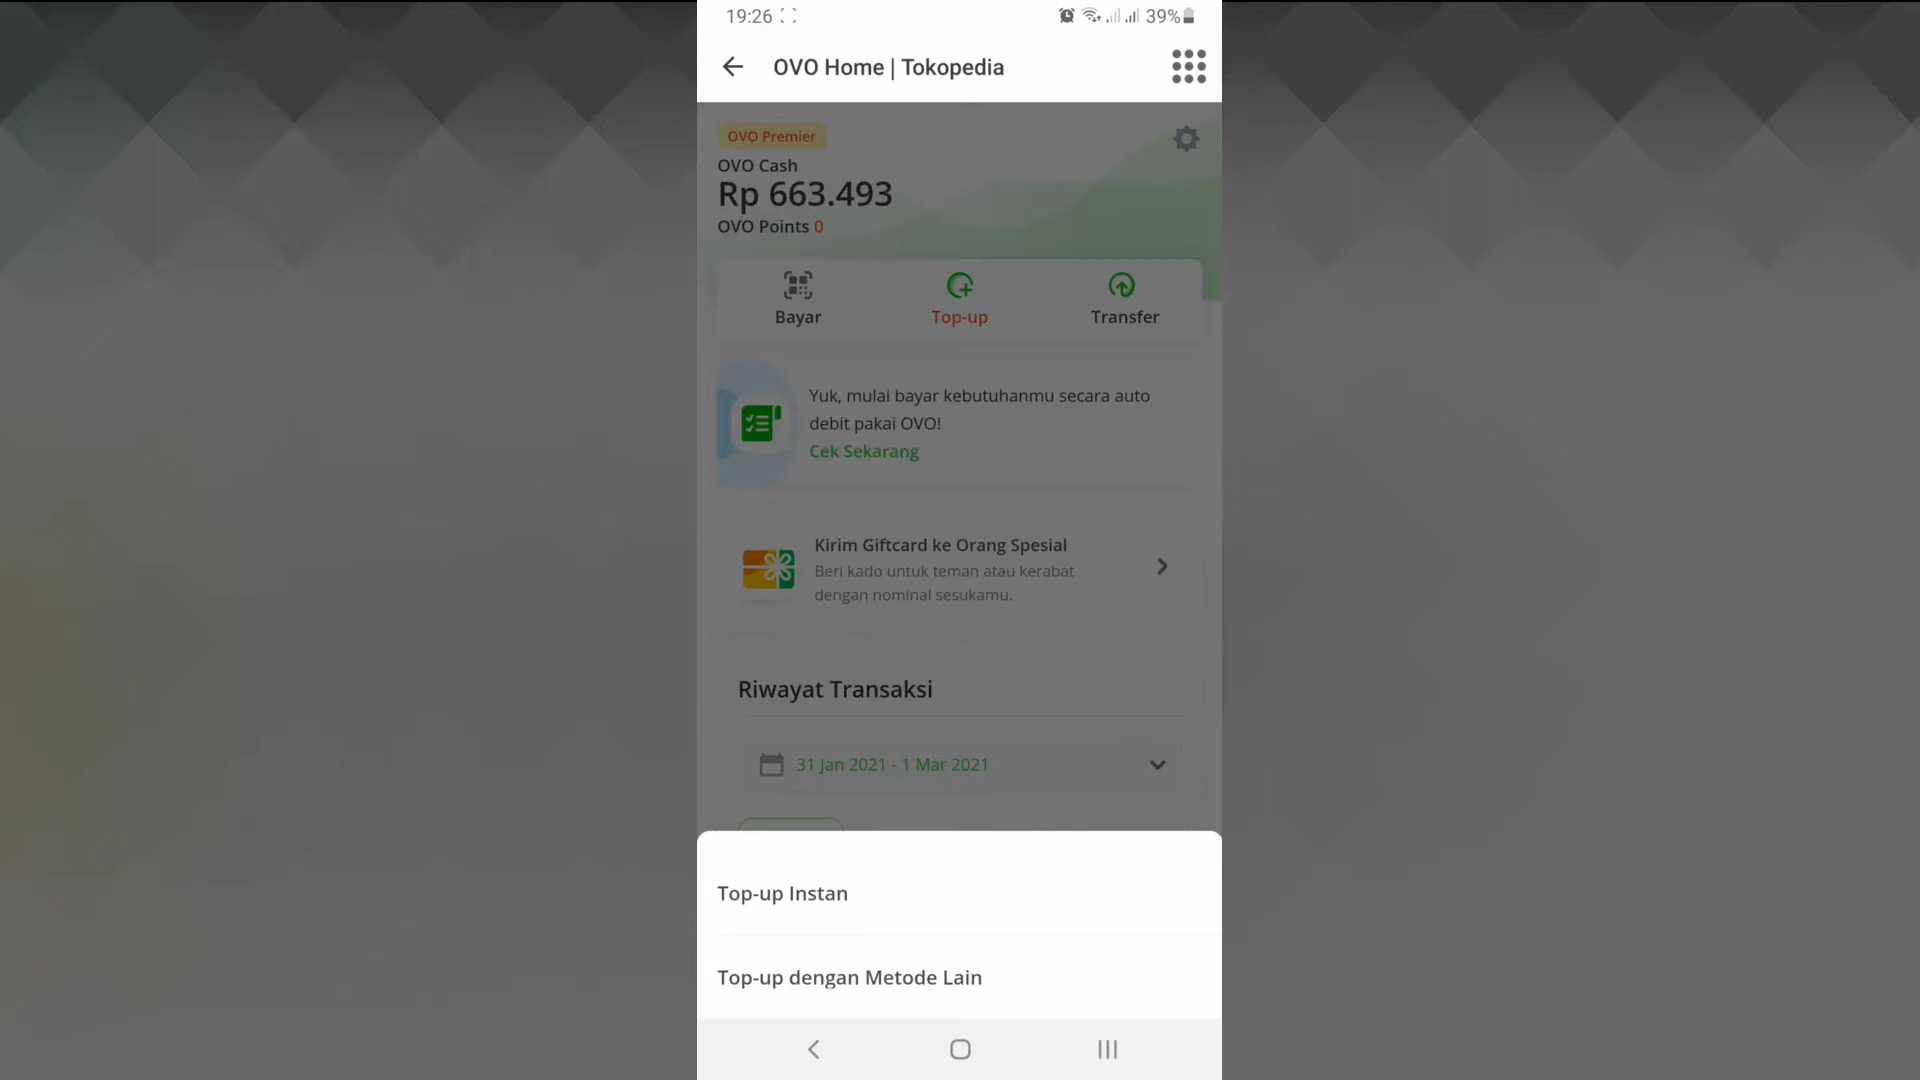 19:26
39%
OVO Home | Tokopedia
OVO Premier
OVO Cash
Rp 663.493
OVO Points 0
Bayar
Top-up
Transfer
Yuk, mulai bayar kebutuhanmu secara auto
debit pakai OVO!
Cek Sekarang
Kirim Giftcard ke Orang Spesial
Beri kado untuk teman atau kerabat
dengan nominal sesukamu.
Riwayat Transaksi
31 Jan 2021 - 1 Mar 2021
Top-up Instan
Top-up dengan Metode Lain